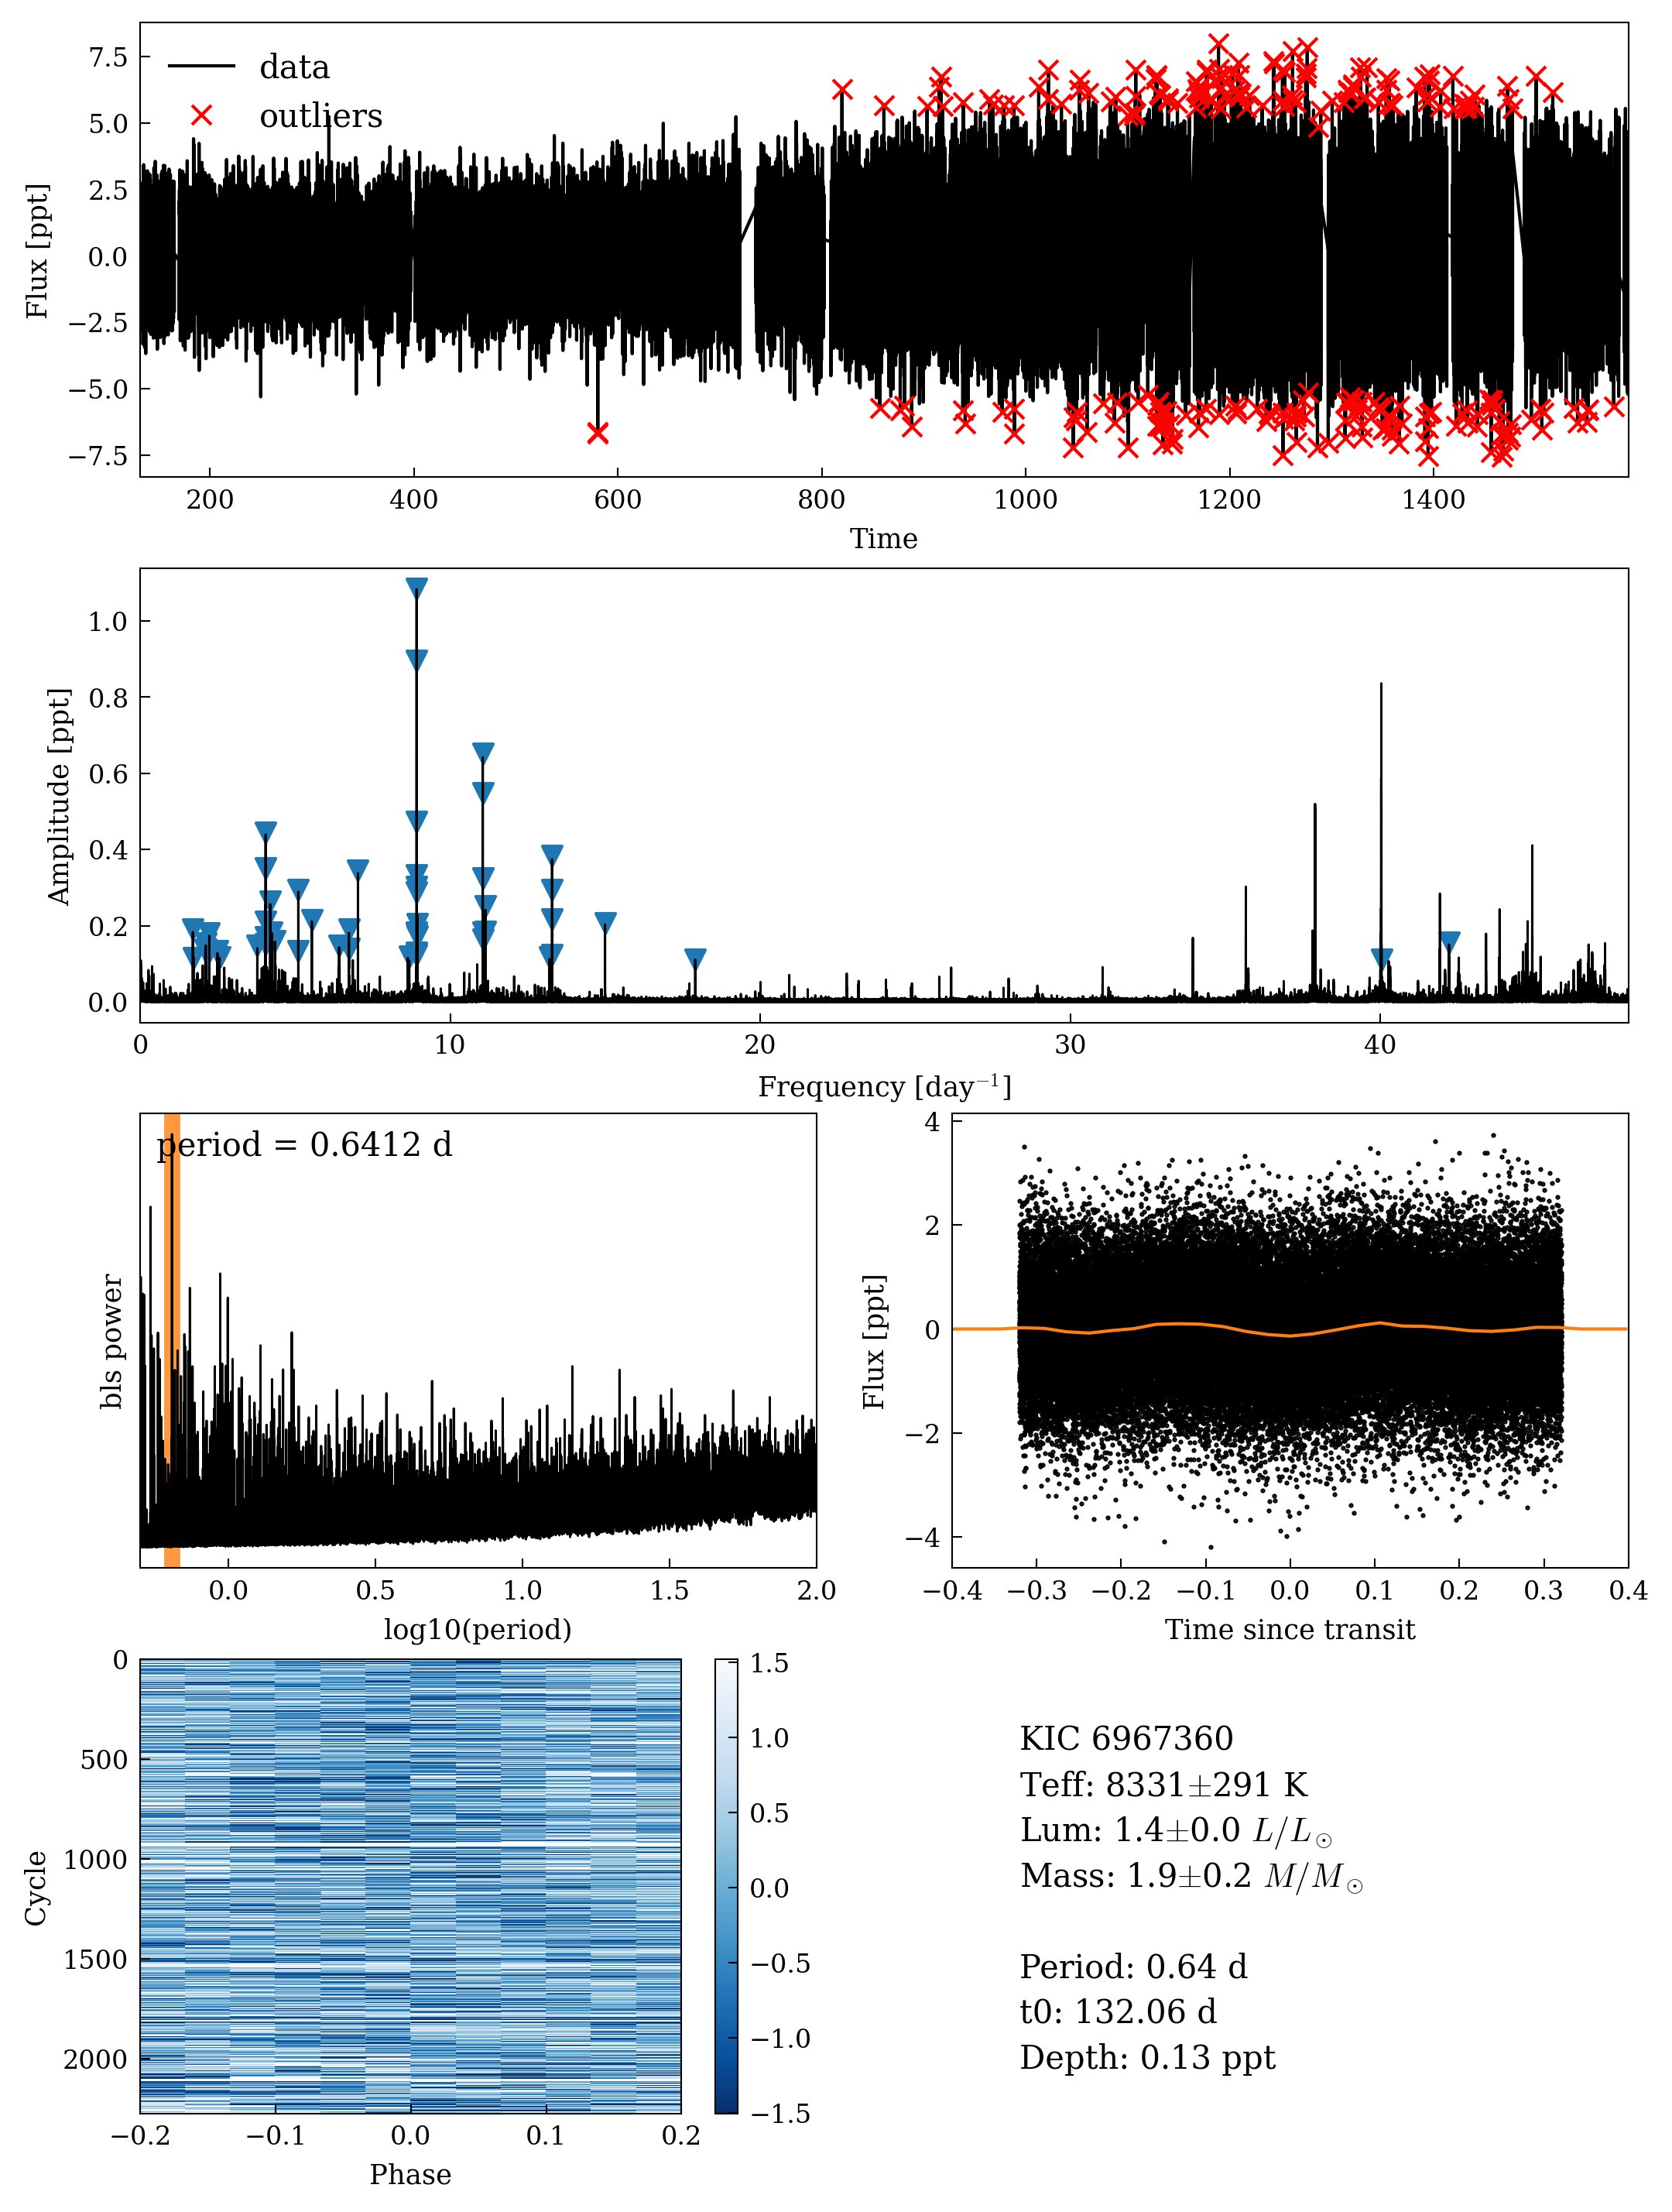 7.5
5.0
2.5
0.0
−2.5
−5.0
−7.5
Flux [ppt]
data
outliers
200 400 600 800 1000 1200 1400
Time
1.0
0.8
0.6
0.4
0.2
0.0
Amplitude [ppt]
0 10 20 30 40
Frequency [day⁻¹]
period = 0.6412 d
bls power
0.0 0.5 1.0 1.5 2.0
log10(period)
4
2
0
−2
−4
Flux [ppt]
−0.4 −0.3 −0.2 −0.1 0.0 0.1 0.2 0.3 0.4
Time since transit
0
500
1000
1500
2000
Cycle
−0.2 −0.1 0.0 0.1 0.2
Phase
1.5
1.0
0.5
0.0
−0.5
−1.0
−1.5
KIC 6967360
Teff: 8331±291 K
Lum: 1.4±0.0 L/L⊙
Mass: 1.9±0.2 M/M⊙
Period: 0.64 d
t0: 132.06 d
Depth: 0.13 ppt